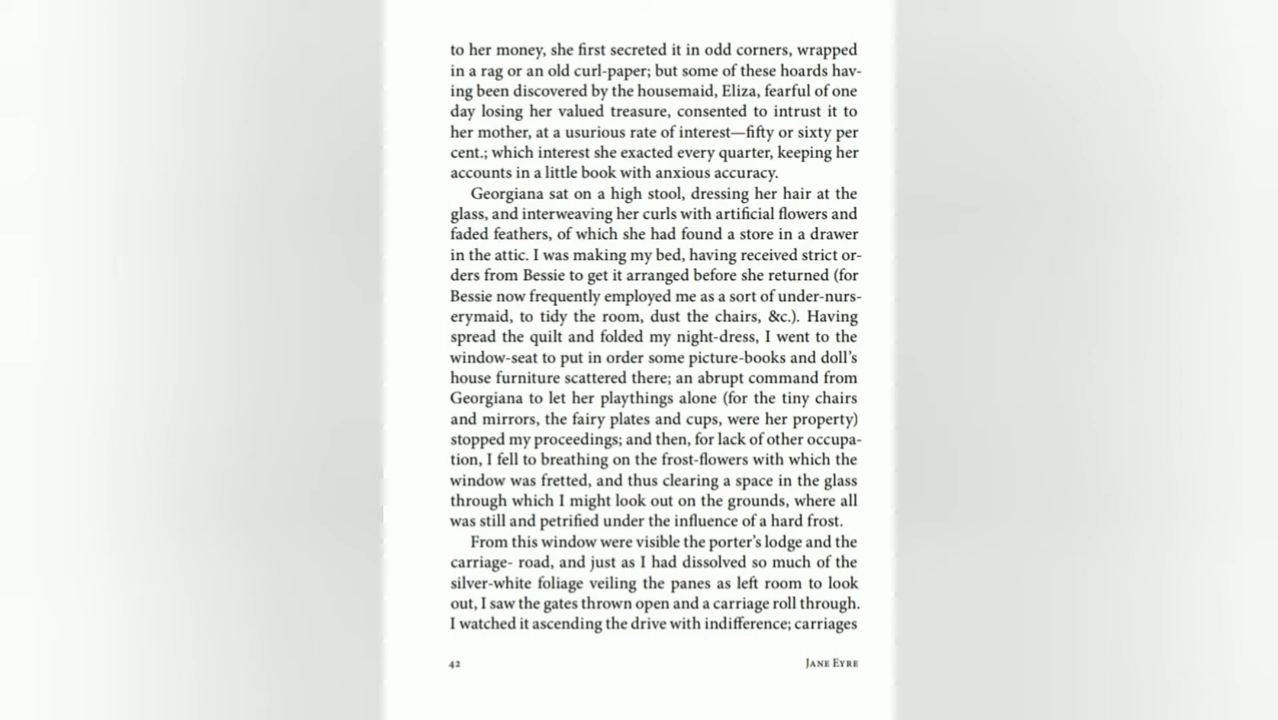 to her money, she first secreted it in odd corners, wrapped
in a rag or an old curl-paper; but some of these hoards hav-
ing been discovered by the housemaid, Eliza, fearful of one
day losing her valued treasure, consented to intrust it to
her mother, at a usurious rate of interest—fifty or sixty per
cent.; which interest she exacted every quarter, keeping her
accounts in a little book with anxious accuracy.
Georgiana sat on a high stool, dressing her hair at the
glass, and interweaving her curls with artificial flowers and
faded feathers, of which she had found a store in a drawer
in the attic. I was making my bed, having received strict or-
ders from Bessie to get it arranged before she returned (for
Bessie now frequently employed me as a sort of under-nurs-
erymaid, to tidy the room, dust the chairs, &c.). Having
spread the quilt and folded my night-dress, I went to the
window-seat to put in order some picture-books and doll's
house furniture scattered there; an abrupt command from
Georgiana to let her playthings alone (for the tiny chairs
and mirrors, the fairy plates and cups, were her property)
stopped my proceedings; and then, for lack of other occupa-
tion, I fell to breathing on the frost-flowers with which the
window was fretted, and thus clearing a space in the glass
through which I might look out on the grounds, where all
was still and petrified under the influence of a hard frost.
From this window were visible the porter's lodge and the
carriage- road, and just as I had dissolved so much of the
silver-white foliage veiling the panes as left room to look
out, I saw the gates thrown open and a carriage roll through.
I watched it ascending the drive with indifference; carriages
42 Jane Eyre